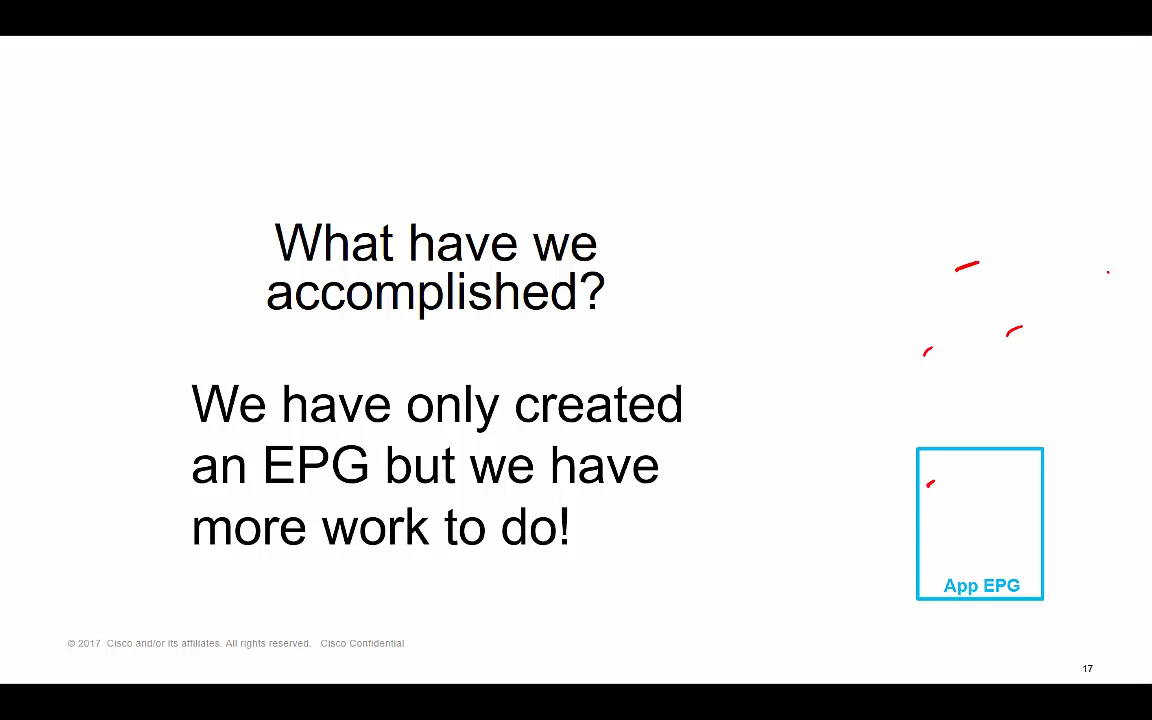 What have we
accomplished?
We have only created
an EPG but we have
more work to do!
App EPG
© 2017 Cisco and/or its affiliates. All rights reserved. Cisco Confidential
17